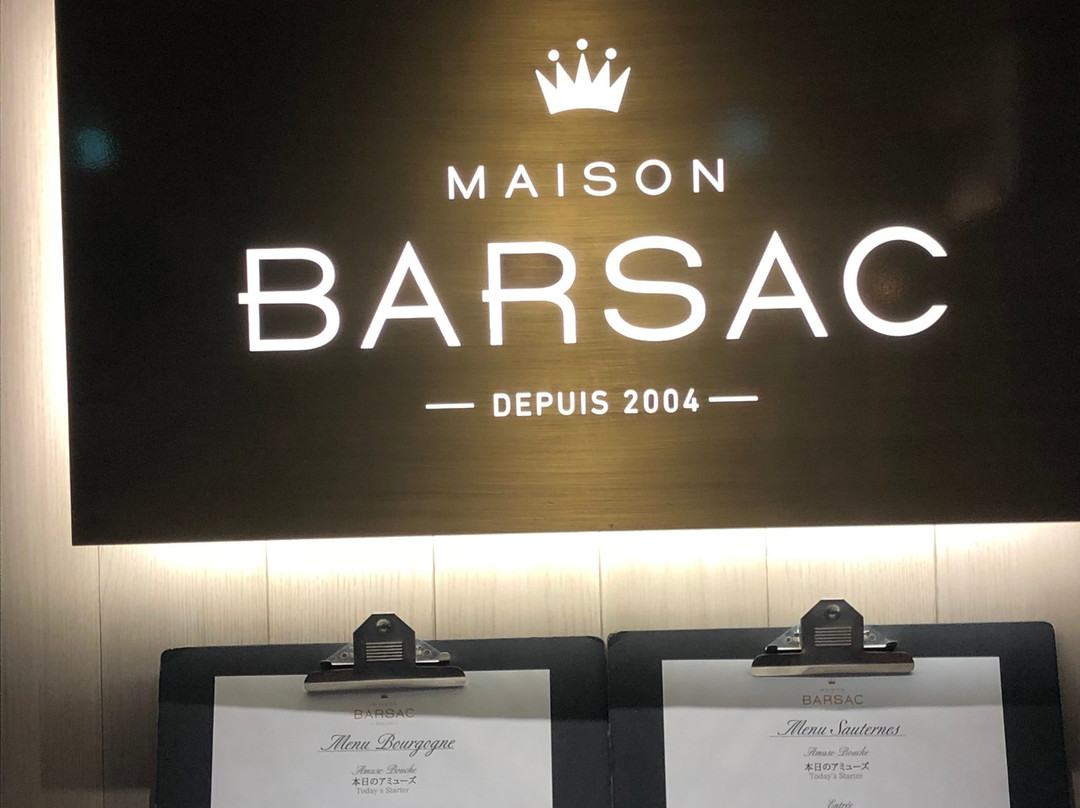 MAISON
BARSAC
DEPUIS 2004
BARSAC
Menu Bourgogne
Amuse Bouche
本日のアミューズ
Today's Starter
BARSAC
Menu Sauternes
Amuse Bouche
本日のアミューズ
Today's Starter
Entrée